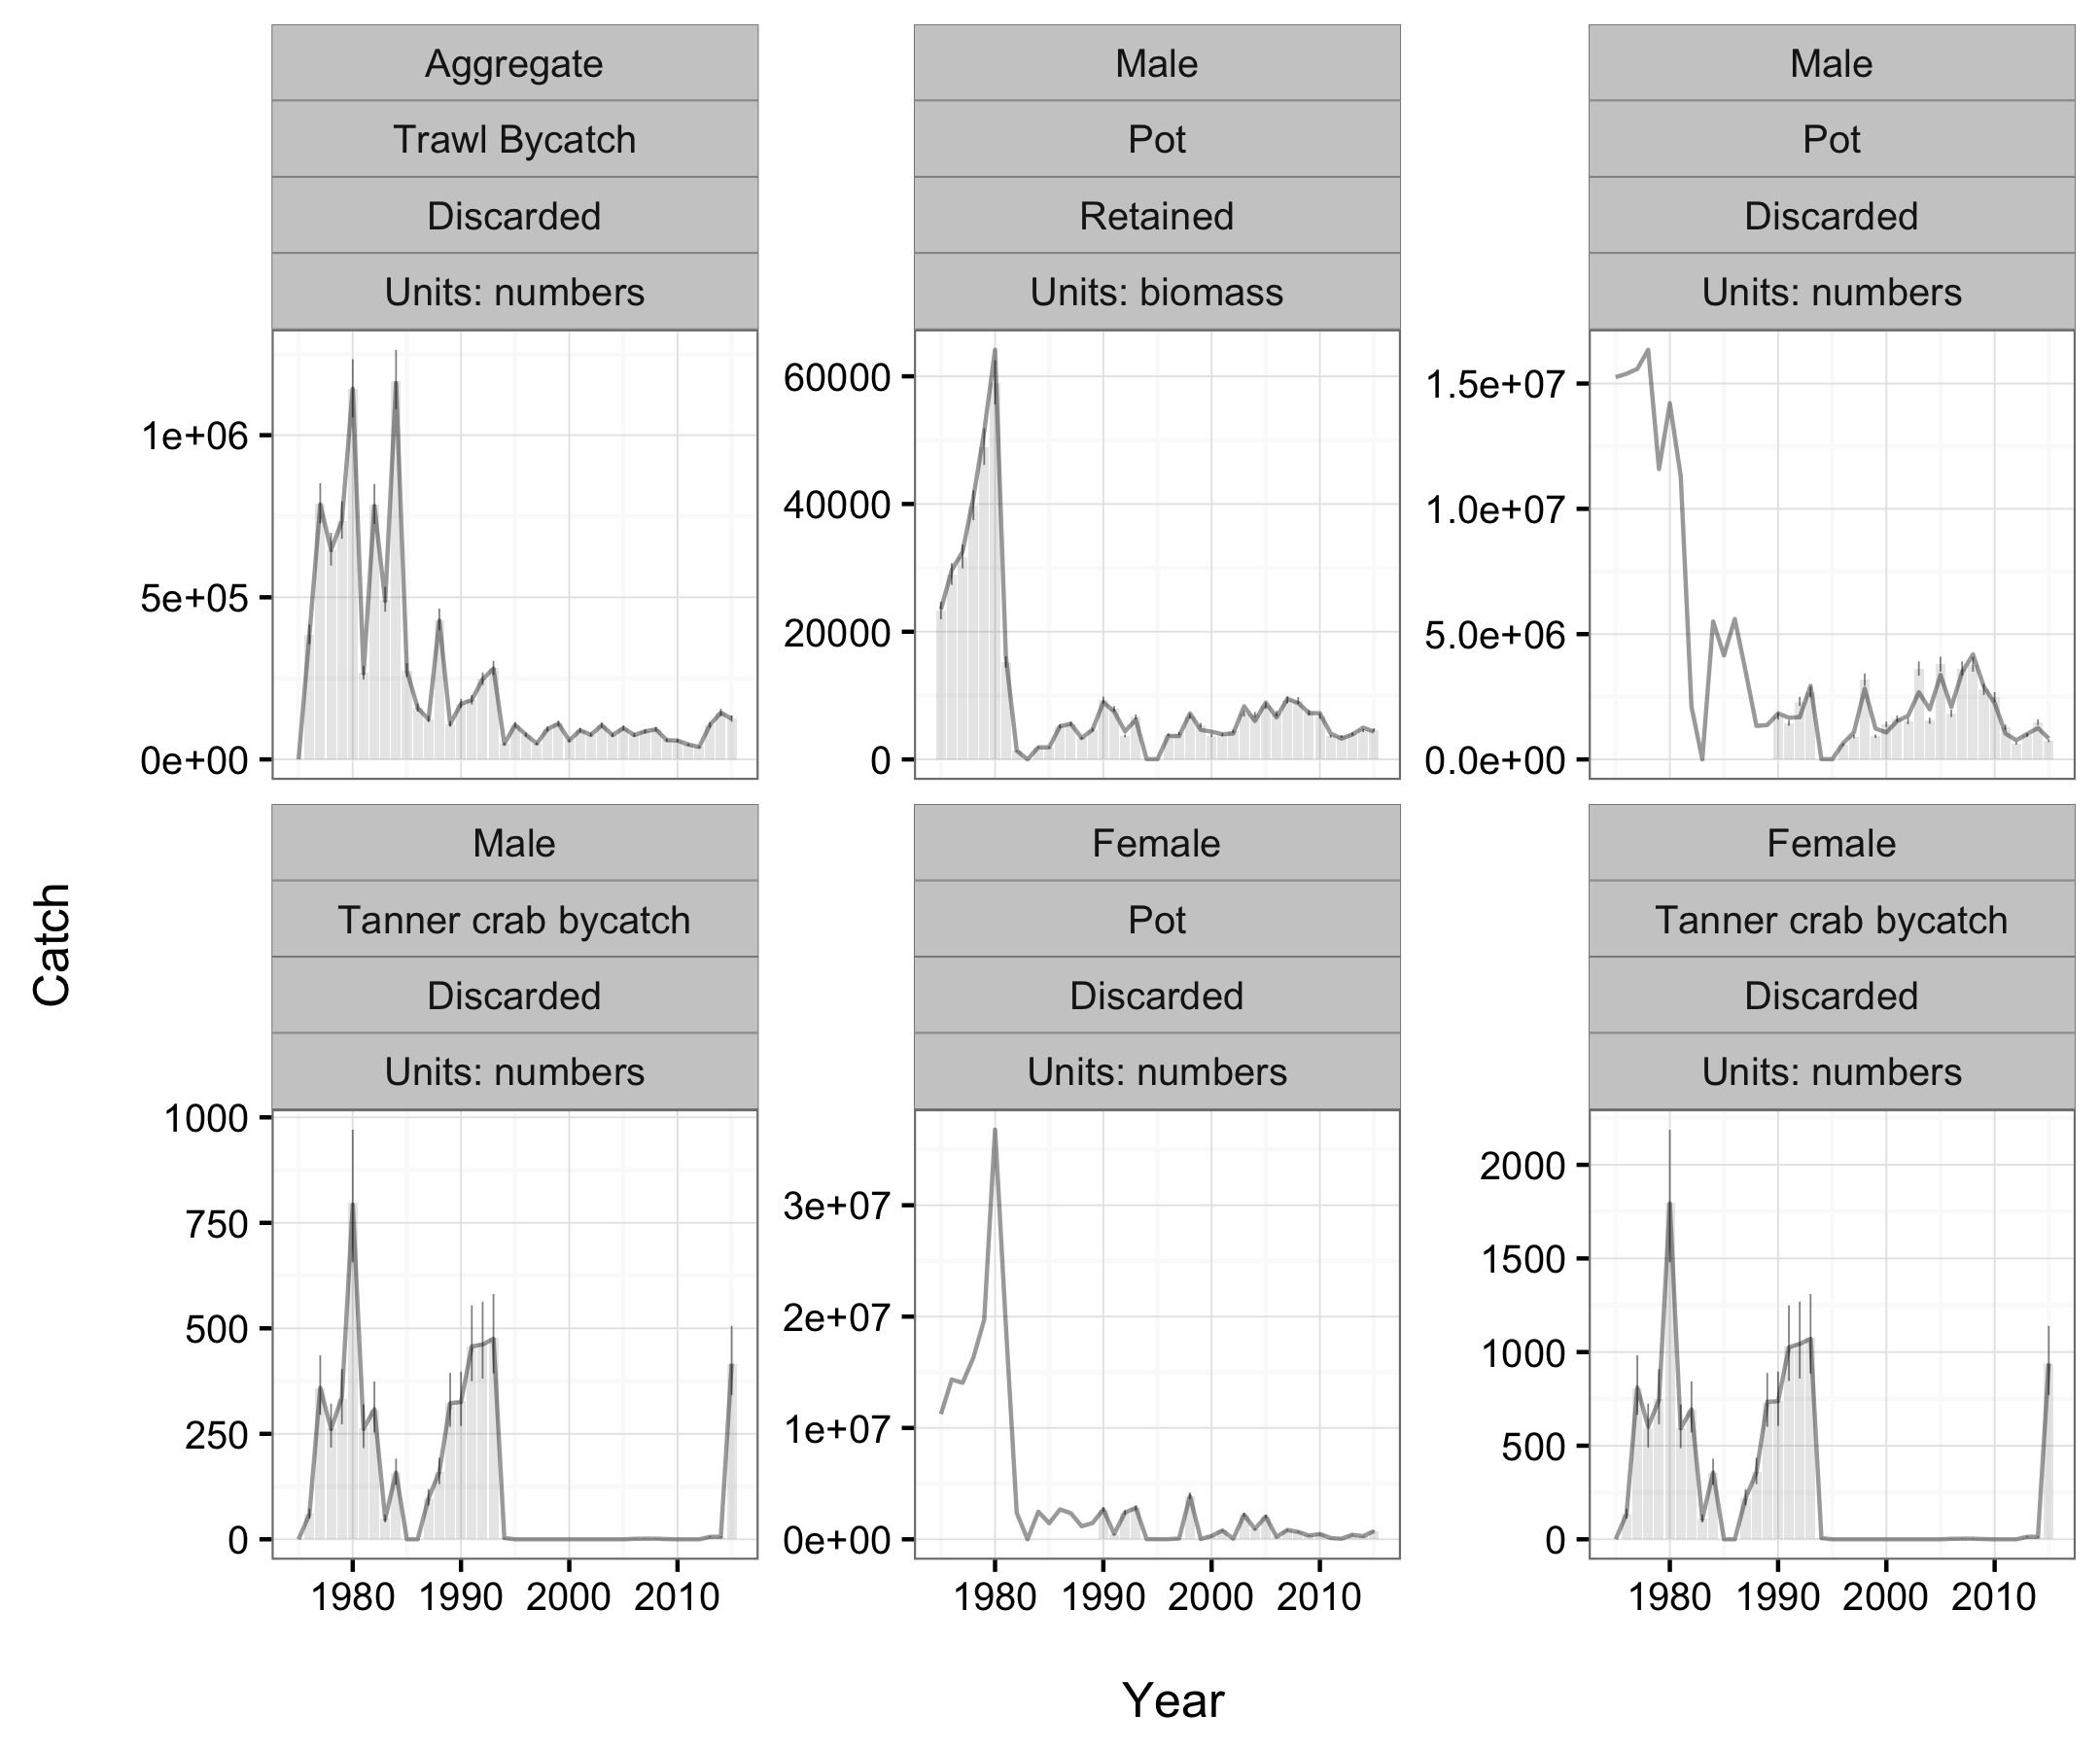 Aggregate
Trawl Bycatch
Discarded
Units: numbers
Male
Pot
Retained
Units: biomass
Male
Pot
Discarded
Units: numbers
1e+06
5e+05
0e+00
60000
40000
20000
0
1.5e+07
1.0e+07
5.0e+06
0.0e+00
Male
Tanner crab bycatch
Discarded
Units: numbers
Female
Pot
Discarded
Units: numbers
Female
Tanner crab bycatch
Discarded
Units: numbers
1000
750
500
250
0
3e+07
2e+07
1e+07
0e+00
2000
1500
1000
500
0
1980 1990 2000 2010
1980 1990 2000 2010
1980 1990 2000 2010
Catch
Year